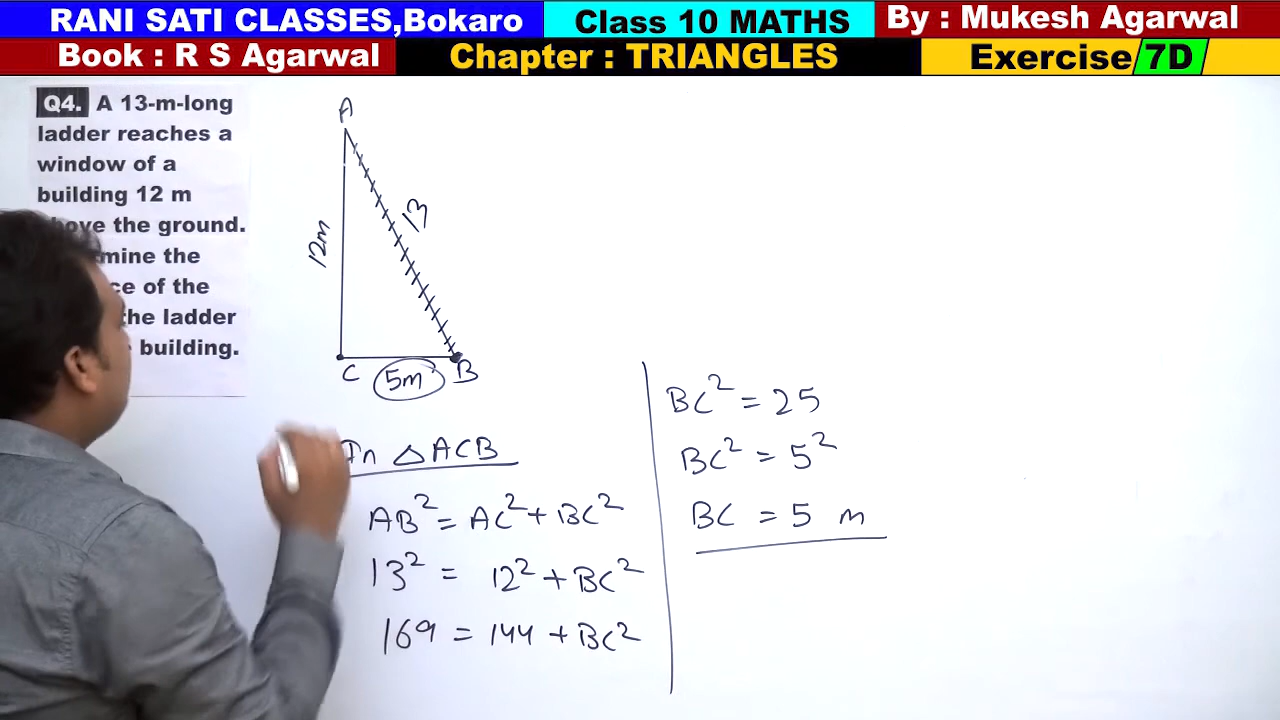 RANI SATI CLASSES,Bokaro
Class 10 MATHS
By : Mukesh Agarwal
Book : R S Agarwal
Chapter : TRIANGLES
Exercise 7D
Q4. A 13-m-long
ladder reaches a
window of a
building 12 m
the ground.
the
of the
the ladder
building.
A
12m
13
C
5m
B
In △ACB
AB² = AC² + BC²
13² = 12² + BC²
169 = 144 + BC²
BC² = 25
BC² = 5²
BC = 5 m